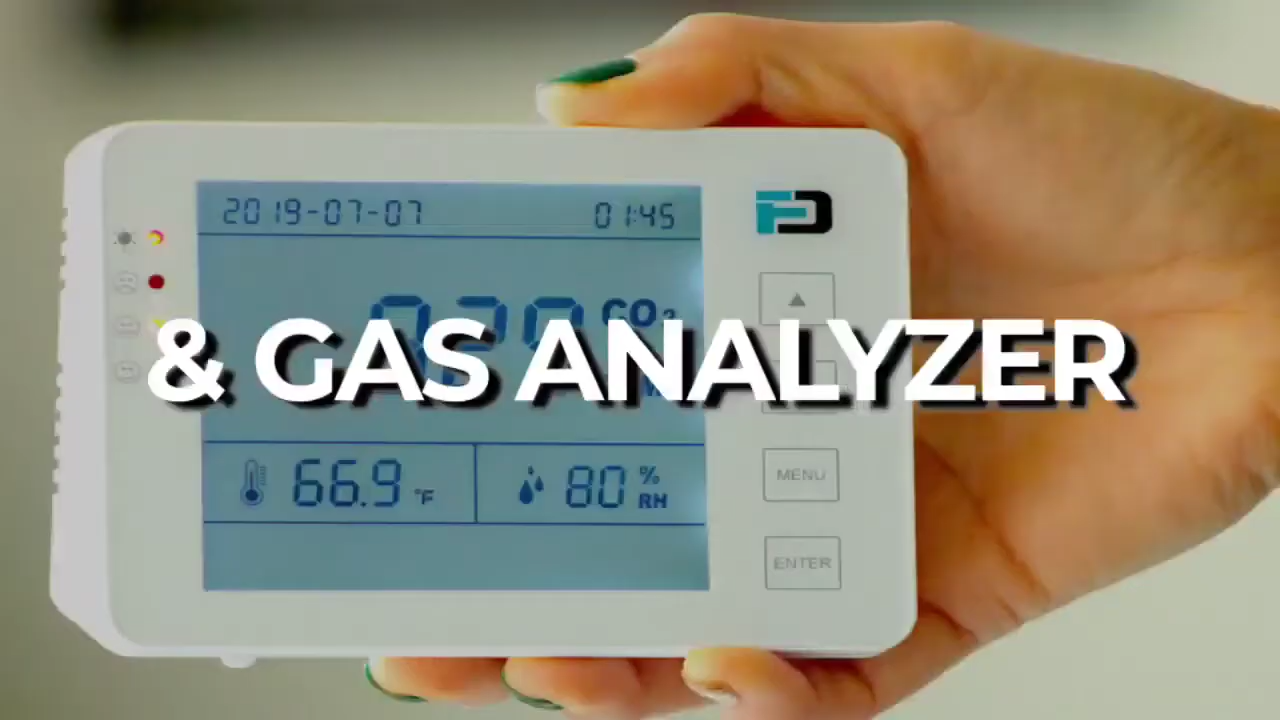 2019-07-07 01:45
CO₂
& GAS ANALYZER
66.9 °F 80 % RH
MENU
ENTER